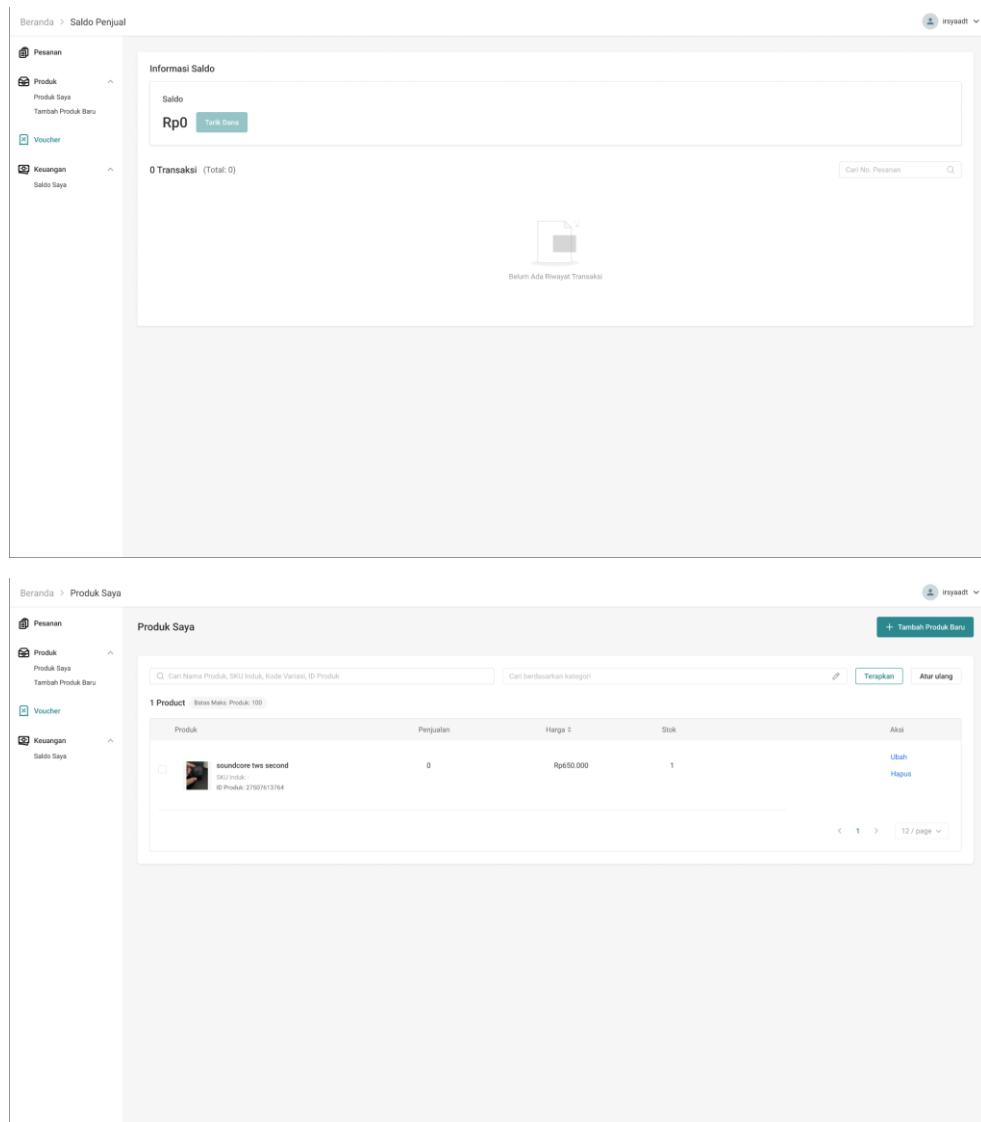 Beranda > Saldo Penjual
irsyaadt
Pesanan
Produk
Produk Saya
Tambah Produk Baru
Voucher
Keuangan
Saldo Saya
Informasi Saldo
Saldo
Rp0 Tarik Dana
0 Transaksi (Total: 0)
Cari No. Pesanan
Belum Ada Riwayat Transaksi
Beranda > Produk Saya
irsyaadt
Pesanan
Produk
Produk Saya
Tambah Produk Baru
Voucher
Keuangan
Saldo Saya
Produk Saya
+ Tambah Produk Baru
Cari Nama Produk, SKU Induk, Kode Variasi, ID Produk
Cari berdasarkan kategori
Terapkan
Atur ulang
1 Product Batas Maks. Produk: 100
Produk Penjualan Harga Stok Aksi
soundcore tws second 0 Rp650.000 1 Ubah
SKU Induk: - Hapus
ID Produk: 27507613764
< 1 > 12 / page